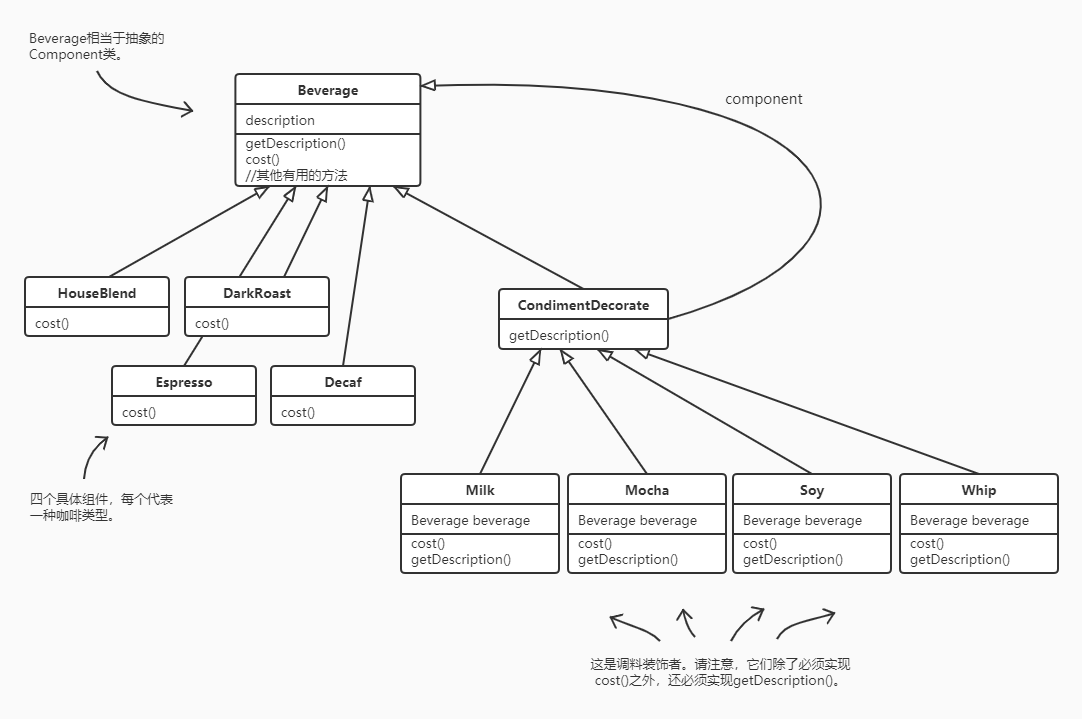 Beverage相当于抽象的
Component类。
Beverage
description
getDescription()
cost()
//其他有用的方法
component
HouseBlend
cost()
DarkRoast
cost()
CondimentDecorate
getDescription()
Espresso
cost()
Decaf
cost()
四个具体组件，每个代表
一种咖啡类型。
Milk
Beverage beverage
cost()
getDescription()
Mocha
Beverage beverage
cost()
getDescription()
Soy
Beverage beverage
cost()
getDescription()
Whip
Beverage beverage
cost()
getDescription()
这是调料装饰者。请注意，它们除了必须实现
cost()之外，还必须实现getDescription()。